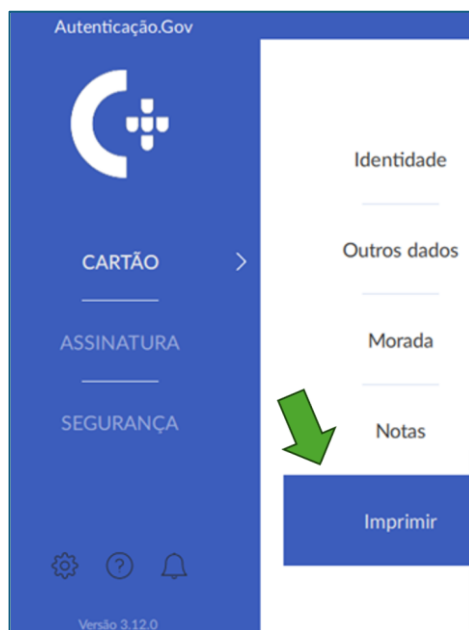 Autenticação.Gov
CARTÃO
ASSINATURA
SEGURANÇA
Versão 3.12.0
Identidade
Outros dados
Morada
Notas
Imprimir